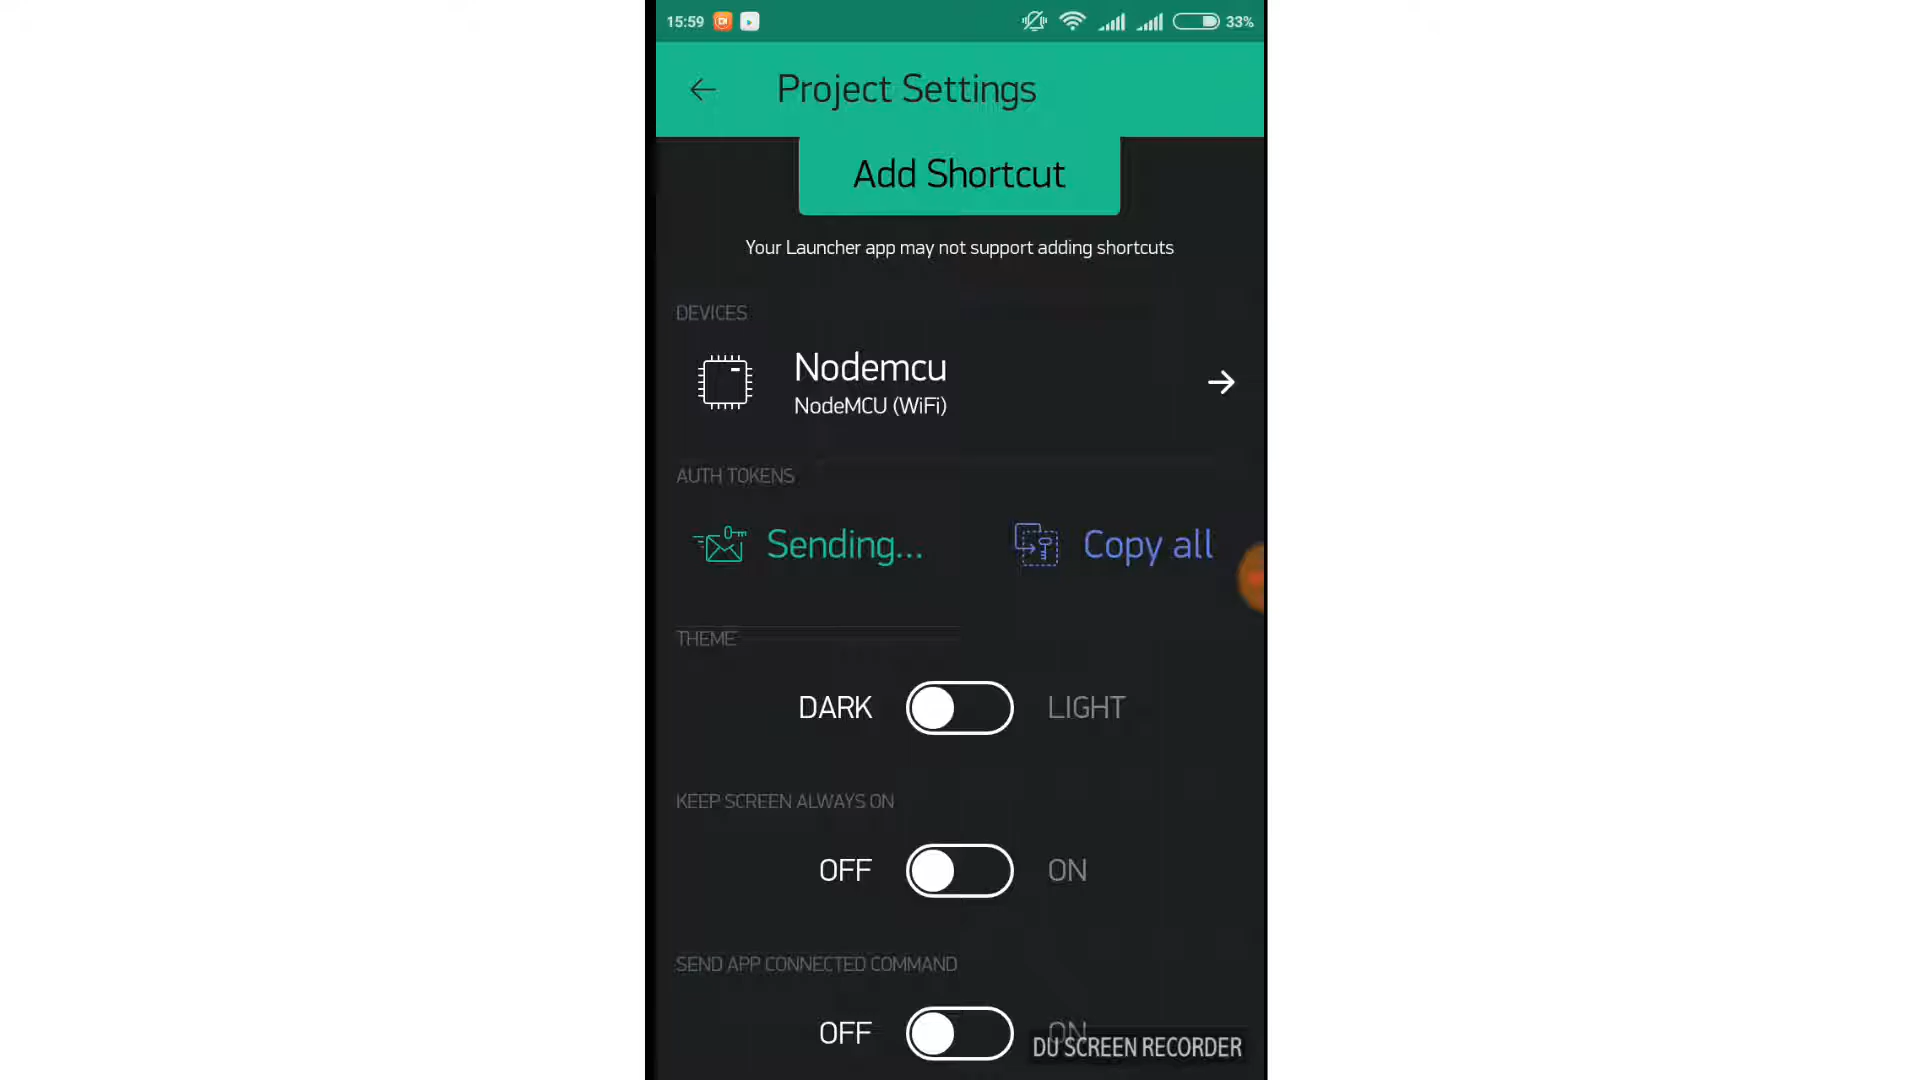 15:59 33%
Project Settings
Add Shortcut
Your Launcher app may not support adding shortcuts
DEVICES
Nodemcu
NodeMCU (WiFi)
AUTH TOKENS
Sending... Copy all
THEME
DARK LIGHT
KEEP SCREEN ALWAYS ON
OFF ON
SEND APP CONNECTED COMMAND
OFF ON
DU SCREEN RECORDER